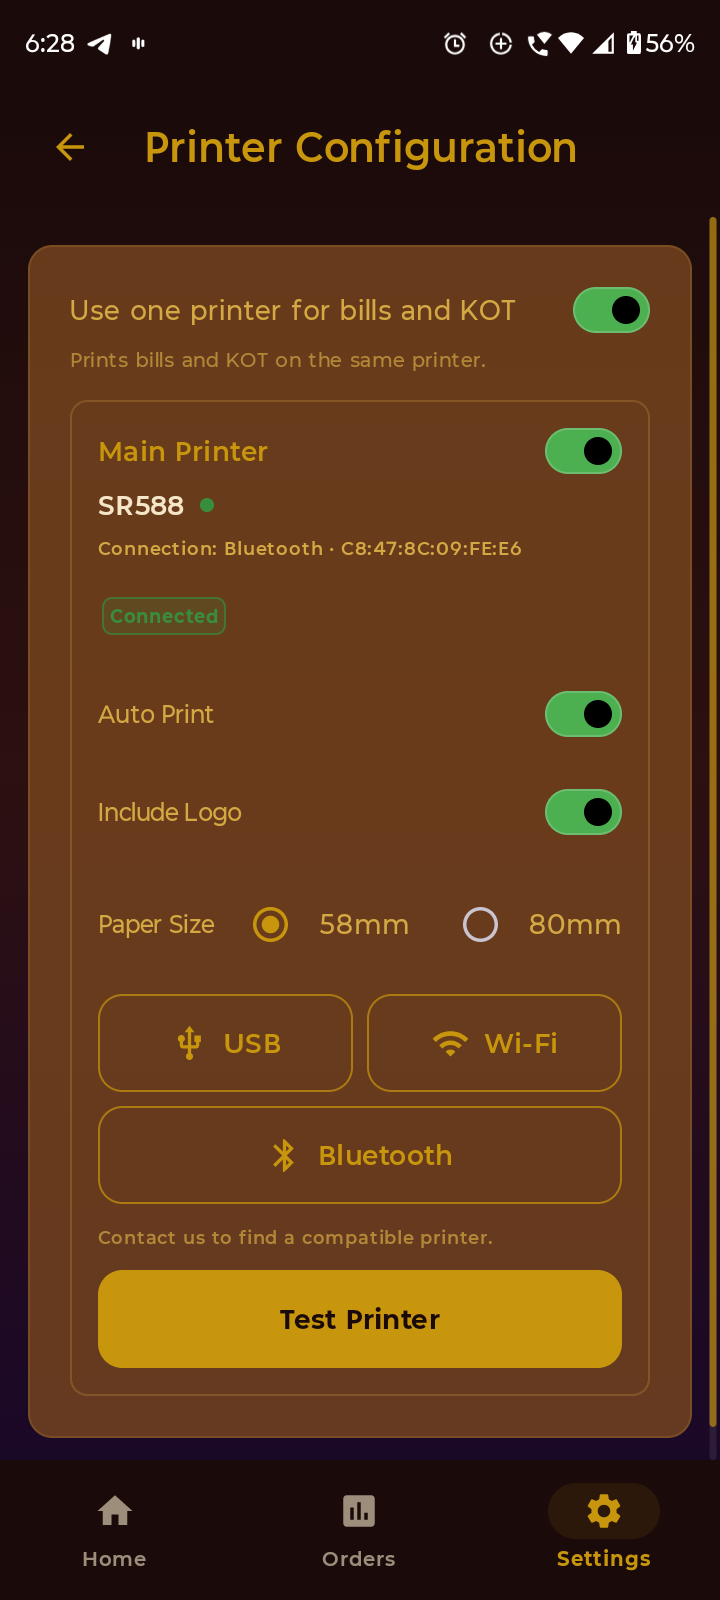 6:28
56%
Printer Configuration
Use one printer for bills and KOT
Prints bills and KOT on the same printer.
Main Printer
SR588
Connection: Bluetooth · C8:47:8C:09:FE:E6
Connected
Auto Print
Include Logo
Paper Size 58mm 80mm
USB Wi-Fi
Bluetooth
Contact us to find a compatible printer.
Test Printer
Home Orders Settings